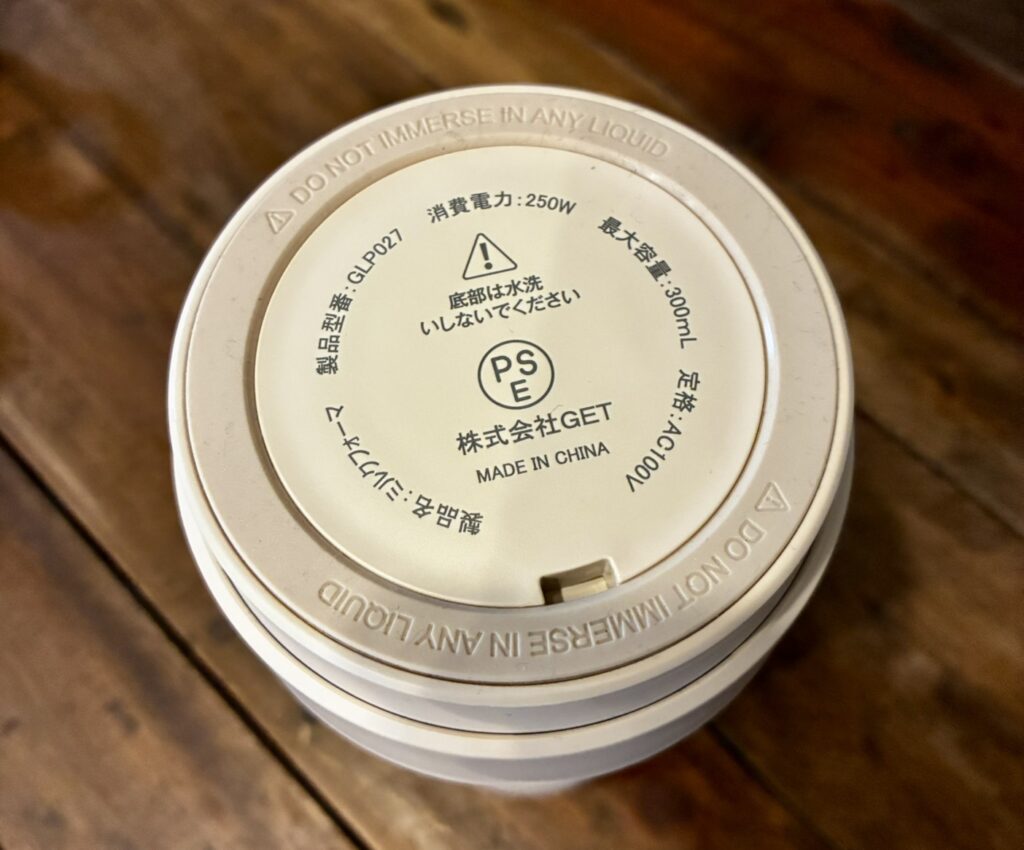 DO NOT IMMERSE IN ANY LIQUID
製品名:ミルクフォーマ
製品型番:GLP027
消費電力:250W
最大容量:300mL
定格:AC100V
底部は水洗
いしないでください
PS
E
株式会社GET
MADE IN CHINA
DO NOT IMMERSE IN ANY LIQUID